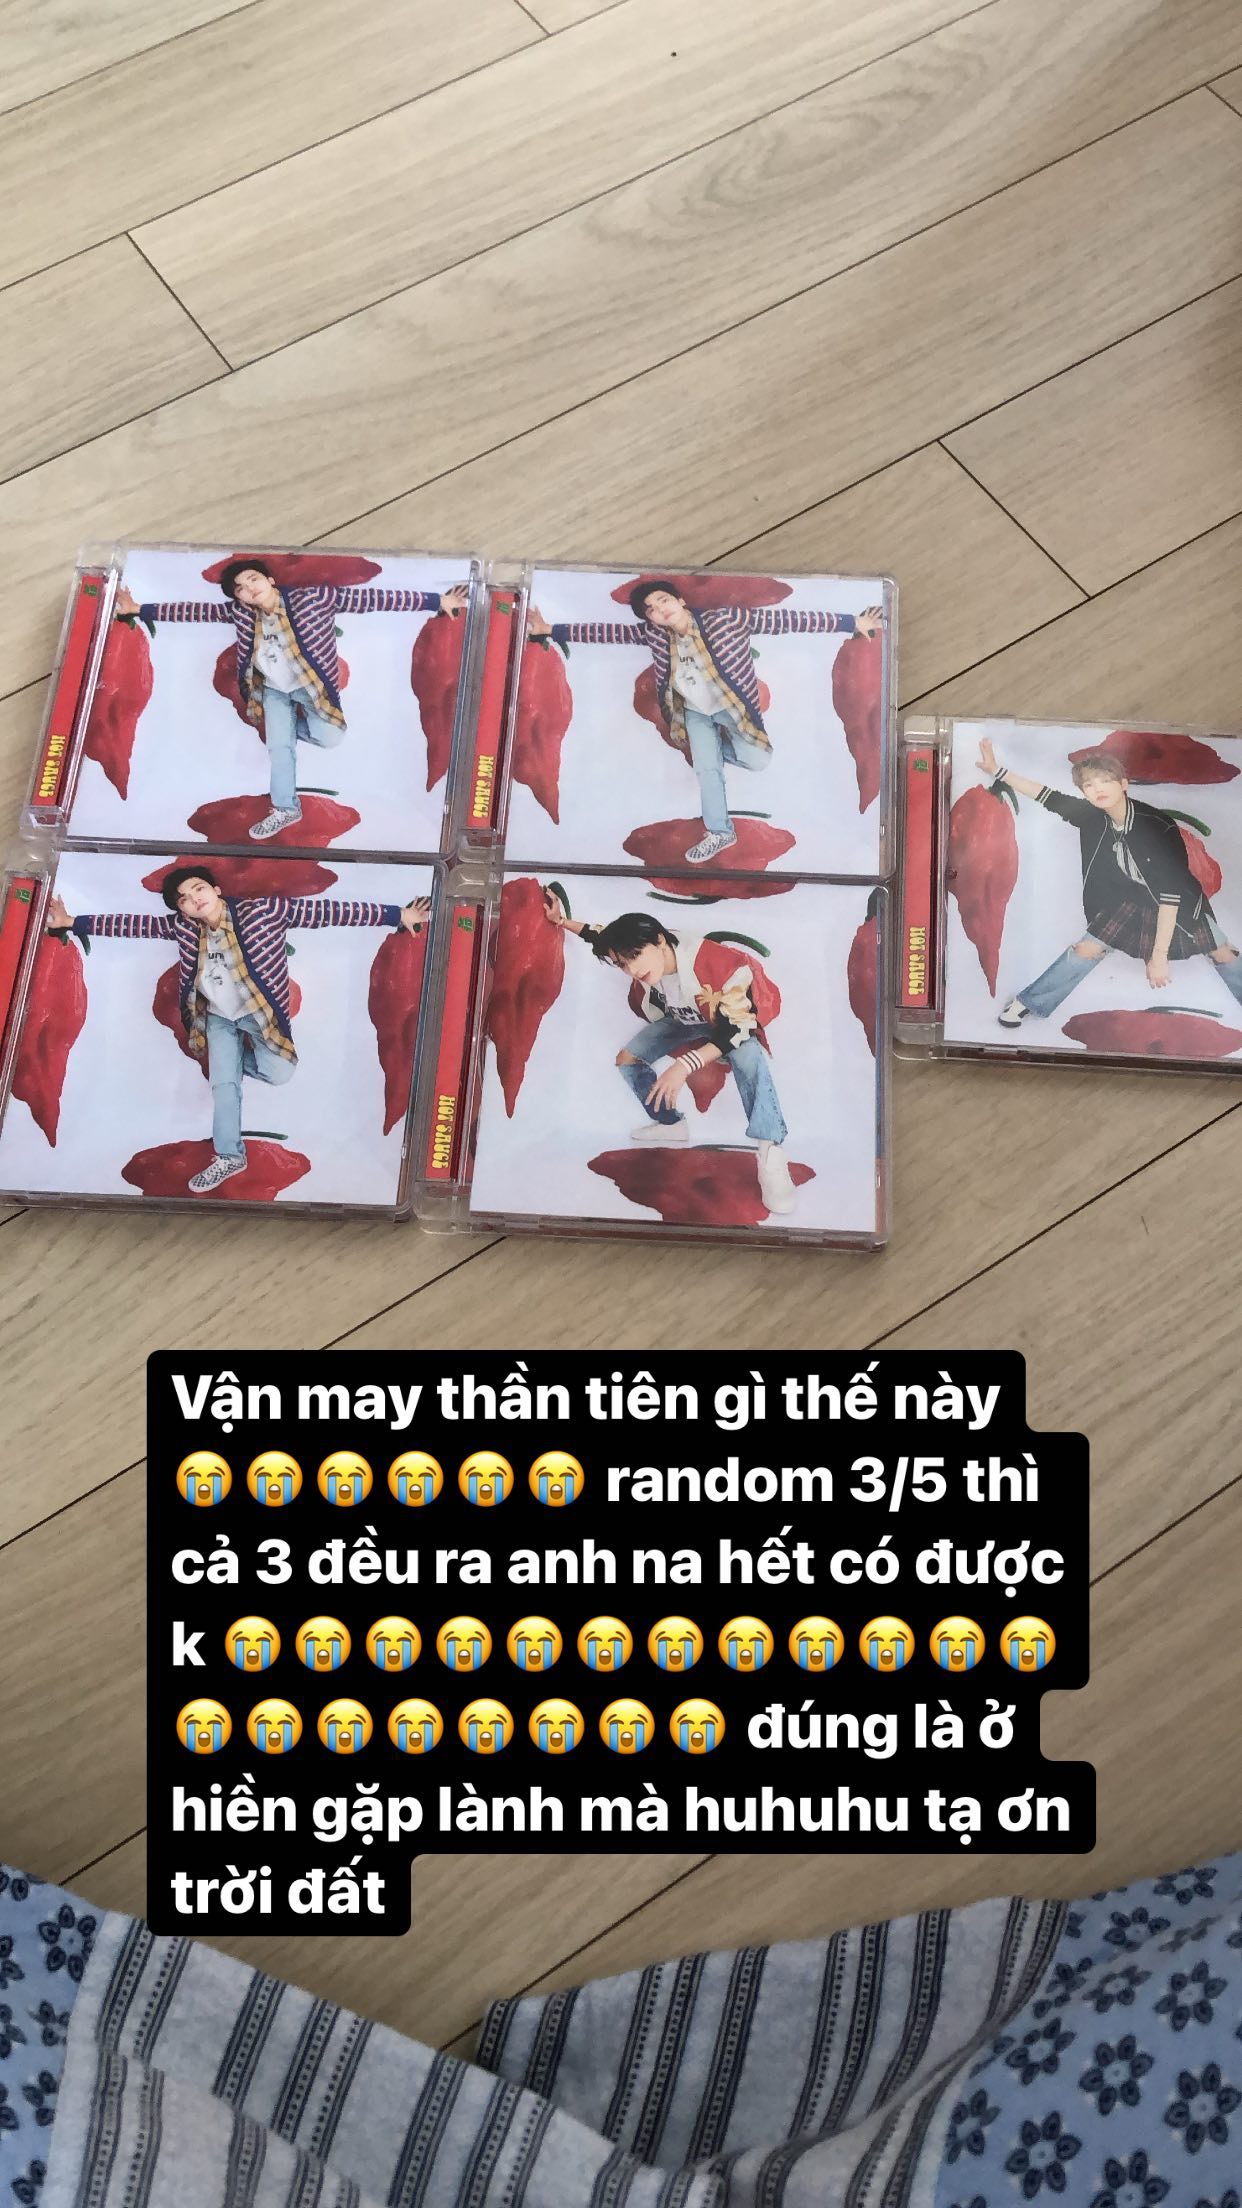 HOT SAUCE
HOT SAUCE
HOT SAUCE
HOT SAUCE
Vận may thần tiên gì thế này
😭😭😭😭😭😭 random 3/5 thì
cả 3 đều ra anh na hết có được
k 😭😭😭😭😭😭😭😭😭😭😭😭
😭😭😭😭😭😭😭😭 đúng là ở
hiền gặp lành mà huhuhu tạ ơn
trời đất